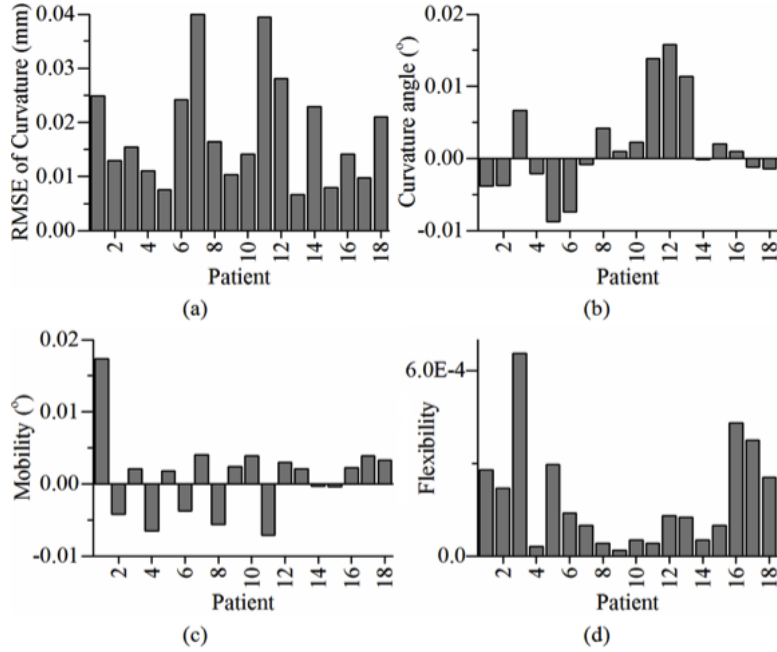 0.04
0.03
0.02
0.01
0.00
RMSE of Curvature (mm)
2 4 6 8 10 12 14 16 18
Patient
(a)
0.02
0.01
0.00
-0.01
Curvature angle (°)
2 4 6 8 10 12 14 16 18
Patient
(b)
0.02
0.01
0.00
-0.01
Mobility (°)
2 4 6 8 10 12 14 16 18
Patient
(c)
6.0E-4
0.0
Flexibility
2 4 6 8 10 12 14 16 18
Patient
(d)